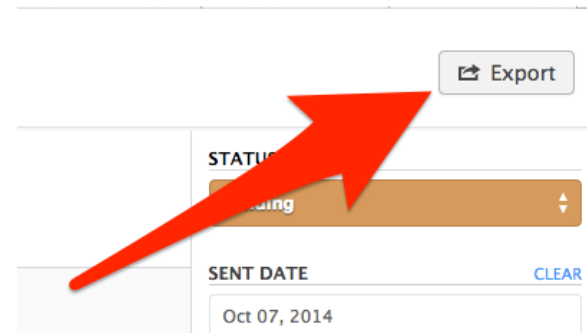 Export
STATUS
SENT DATE
CLEAR
Oct 07, 2014